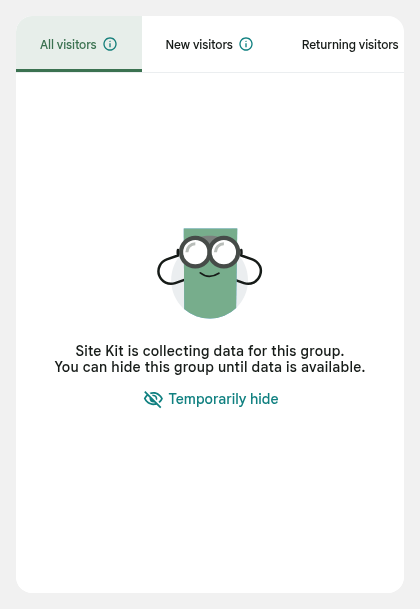 All visitors
New visitors
Returning visitors
Site Kit is collecting data for this group.
You can hide this group until data is available.
Temporarily hide